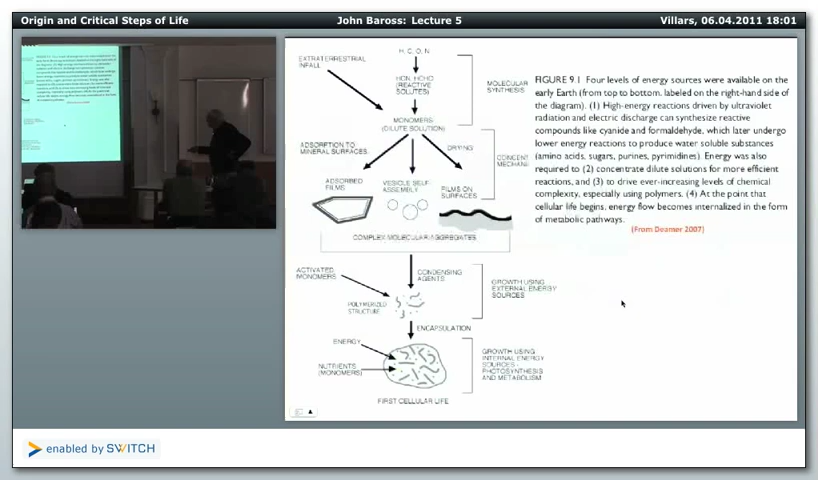 Origin and Critical Steps of Life
John Baross: Lecture 5
Villars, 06.04.2011 18:01
H, C, O, N
EXTRATERRESTRIAL
INFALL
HCN, HCHO
(REACTIVE
SOLUTES)
MOLECULAR
SYNTHESIS
MONOMERS
(DILUTE SOLUTION)
ADSORPTION TO
MINERAL SURFACES
DRYING
CONCENT
MECHANI
ADSORBED
FILMS
VESICLE SELF-
ASSEMBLY
FILMS ON
SURFACES
COMPLEX MOLECULAR AGGREGATES
ACTIVATED
MONOMERS
CONDENSING
AGENTS
POLYMERIZED
STRUCTURE
GROWTH USING
EXTERNAL ENERGY
SOURCES
ENCAPSULATION
ENERGY
NUTRIENTS
(MONOMERS)
GROWTH USING
INTERNAL ENERGY
SOURCES -
PHOTOSYNTHESIS
AND METABOLISM
FIRST CELLULAR LIFE
FIGURE 9.1 Four levels of energy sources were available on the
early Earth (from top to bottom, labeled on the right-hand side of
the diagram). (1) High-energy reactions driven by ultraviolet
radiation and electric discharge can synthesize reactive
compounds like cyanide and formaldehyde, which later undergo
lower energy reactions to produce water soluble substances
(amino acids, sugars, purines, pyrimidines). Energy was also
required to (2) concentrate dilute solutions for more efficient
reactions, and (3) to drive ever-increasing levels of chemical
complexity, especially using polymers. (4) At the point that
cellular life begins, energy flow becomes internalized in the form
of metabolic pathways.
(From Deamer 2007)
enabled by SWITCH